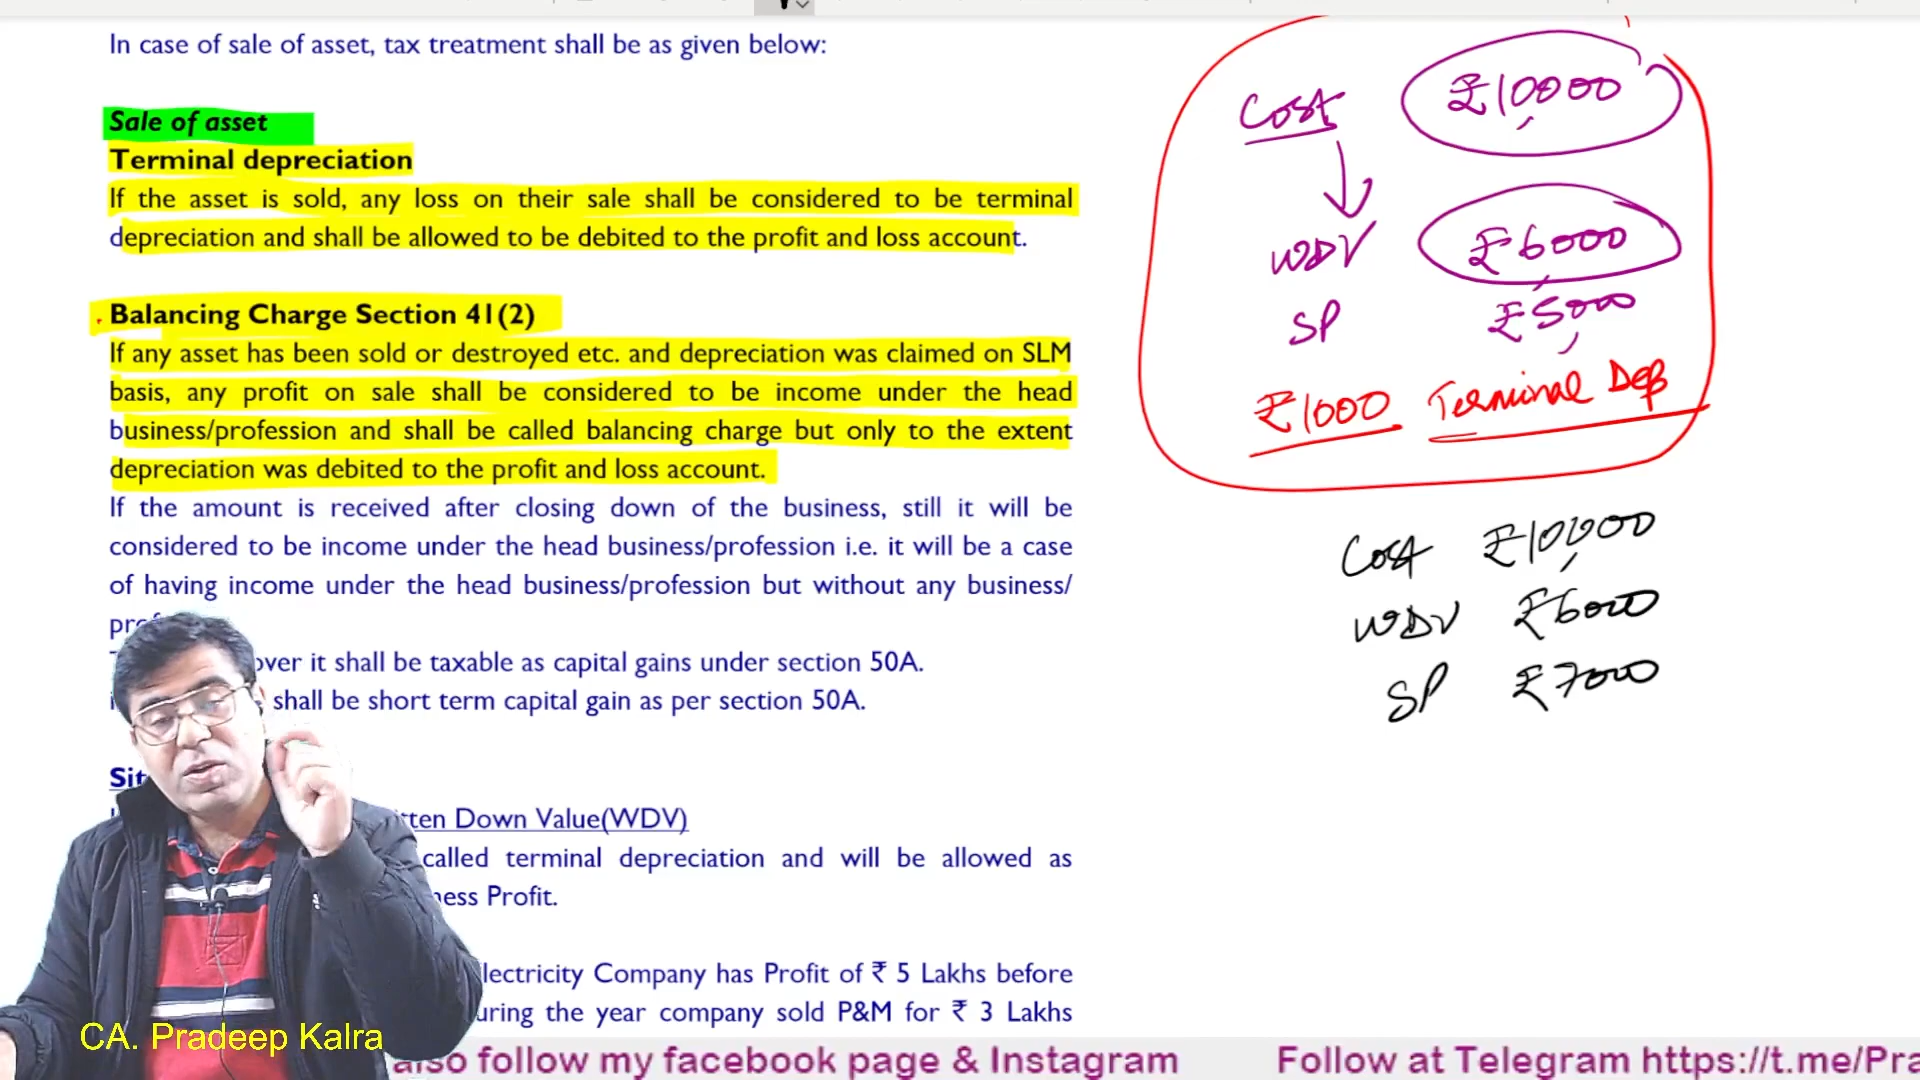 In case of sale of asset, tax treatment shall be as given below:
Sale of asset
Terminal depreciation
If the asset is sold, any loss on their sale shall be considered to be terminal
depreciation and shall be allowed to be debited to the profit and loss account.
Balancing Charge Section 41(2)
If any asset has been sold or destroyed etc. and depreciation was claimed on SLM
basis, any profit on sale shall be considered to be income under the head
business/profession and shall be called balancing charge but only to the extent
depreciation was debited to the profit and loss account.
If the amount is received after closing down of the business, still it will be
considered to be income under the head business/profession i.e. it will be a case
of having income under the head business/profession but without any business/
over it shall be taxable as capital gains under section 50A.
shall be short term capital gain as per section 50A.
Sit
tten Down Value(WDV)
called terminal depreciation and will be allowed as
ness Profit.
lectricity Company has Profit of ₹ 5 Lakhs before
uring the year company sold P&M for ₹ 3 Lakhs
Cost ₹10,000
WDV ₹6,000
SP ₹5,000
₹1000 Terminal Dep
Cost ₹10,000
WDV ₹6000
SP ₹7000
CA. Pradeep Kalra
also follow my facebook page & Instagram Follow at Telegram https://t.me/Pra